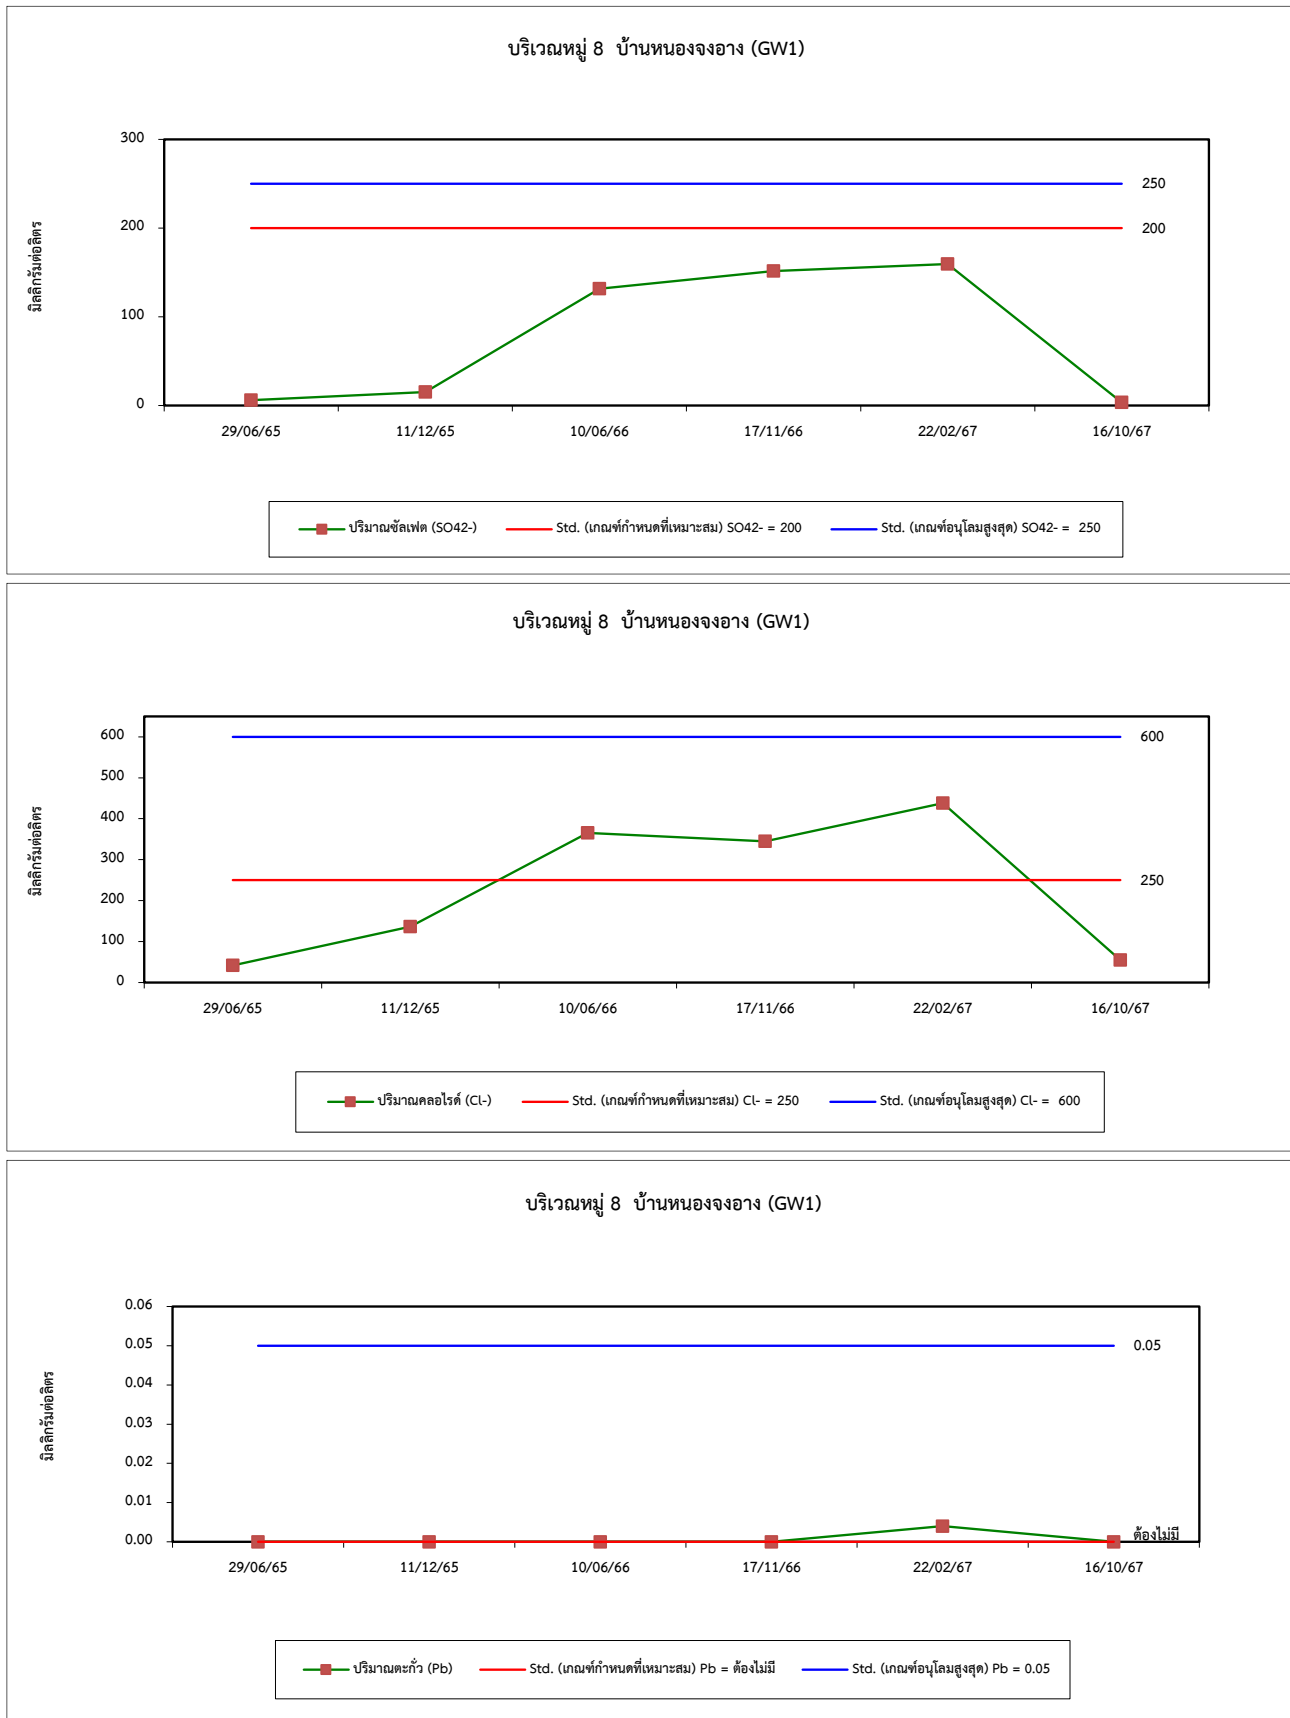 บริเวณหมู่ 8  บ้านหนองจงอาง (GW1)
มิลลิกรัมต่อลิตร
300
250
200
200
100
0
29/06/65 11/12/65 10/06/66 17/11/66 22/02/67 16/10/67
ปริมาณซัลเฟต (SO42-) Std. (เกณฑ์กำหนดที่เหมาะสม) SO42- = 200 Std. (เกณฑ์อนุโลมสูงสุด) SO42- =  250
บริเวณหมู่ 8  บ้านหนองจงอาง (GW1)
มิลลิกรัมต่อลิตร
600 600
500
400
300
250
200
100
0
29/06/65 11/12/65 10/06/66 17/11/66 22/02/67 16/10/67
ปริมาณคลอไรด์ (Cl-) Std. (เกณฑ์กำหนดที่เหมาะสม) Cl- = 250 Std. (เกณฑ์อนุโลมสูงสุด) Cl- =  600
บริเวณหมู่ 8  บ้านหนองจงอาง (GW1)
มิลลิกรัมต่อลิตร
0.06
0.05 0.05
0.04
0.03
0.02
0.01
0.00 ต้องไม่มี
29/06/65 11/12/65 10/06/66 17/11/66 22/02/67 16/10/67
ปริมาณตะกั่ว (Pb) Std. (เกณฑ์กำหนดที่เหมาะสม) Pb = ต้องไม่มี Std. (เกณฑ์อนุโลมสูงสุด) Pb = 0.05